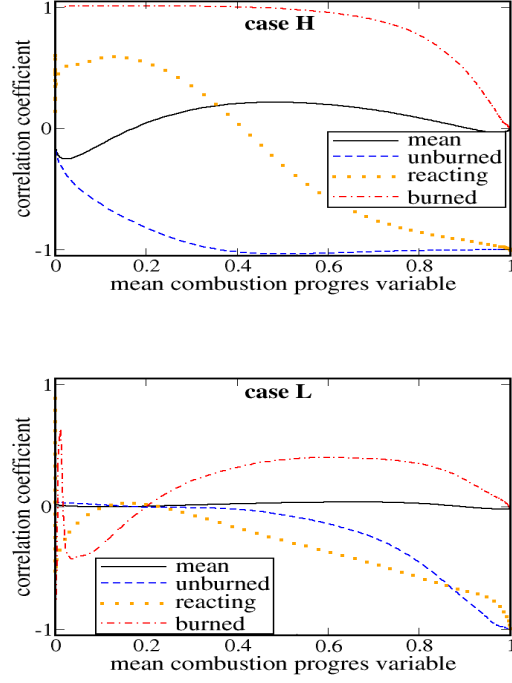 case H
correlation coefficient
1
0
-1
mean
unburned
reacting
burned
0 0.2 0.4 0.6 0.8 1
mean combustion progres variable
case L
correlation coefficient
1
0
-1
mean
unburned
reacting
burned
0 0.2 0.4 0.6 0.8 1
mean combustion progres variable